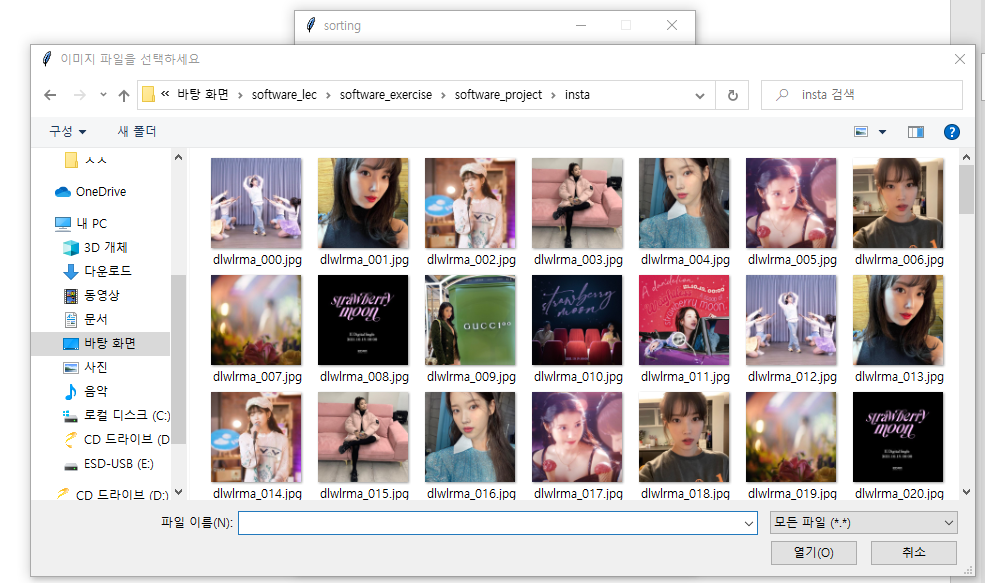 sorting
이미지 파일을 선택하세요
« 바탕 화면 › software_lec › software_exercise › software_project › insta
insta 검색
구성
새 폴더
ㅅㅅ
OneDrive
내 PC
3D 개체
다운로드
동영상
문서
바탕 화면
사진
음악
로컬 디스크 (C:)
CD 드라이브 (D
ESD-USB (E:)
CD 드라이브 (D:)
dlwlrma_000.jpg dlwlrma_001.jpg dlwlrma_002.jpg dlwlrma_003.jpg dlwlrma_004.jpg dlwlrma_005.jpg dlwlrma_006.jpg
strawberry
moon
GUCCI
strawberry
moon
A dandelion
strawberry moon
dlwlrma_007.jpg dlwlrma_008.jpg dlwlrma_009.jpg dlwlrma_010.jpg dlwlrma_011.jpg dlwlrma_012.jpg dlwlrma_013.jpg
strawberry
moon
dlwlrma_014.jpg dlwlrma_015.jpg dlwlrma_016.jpg dlwlrma_017.jpg dlwlrma_018.jpg dlwlrma_019.jpg dlwlrma_020.jpg
파일 이름(N):
모든 파일 (*.*)
열기(O)
취소